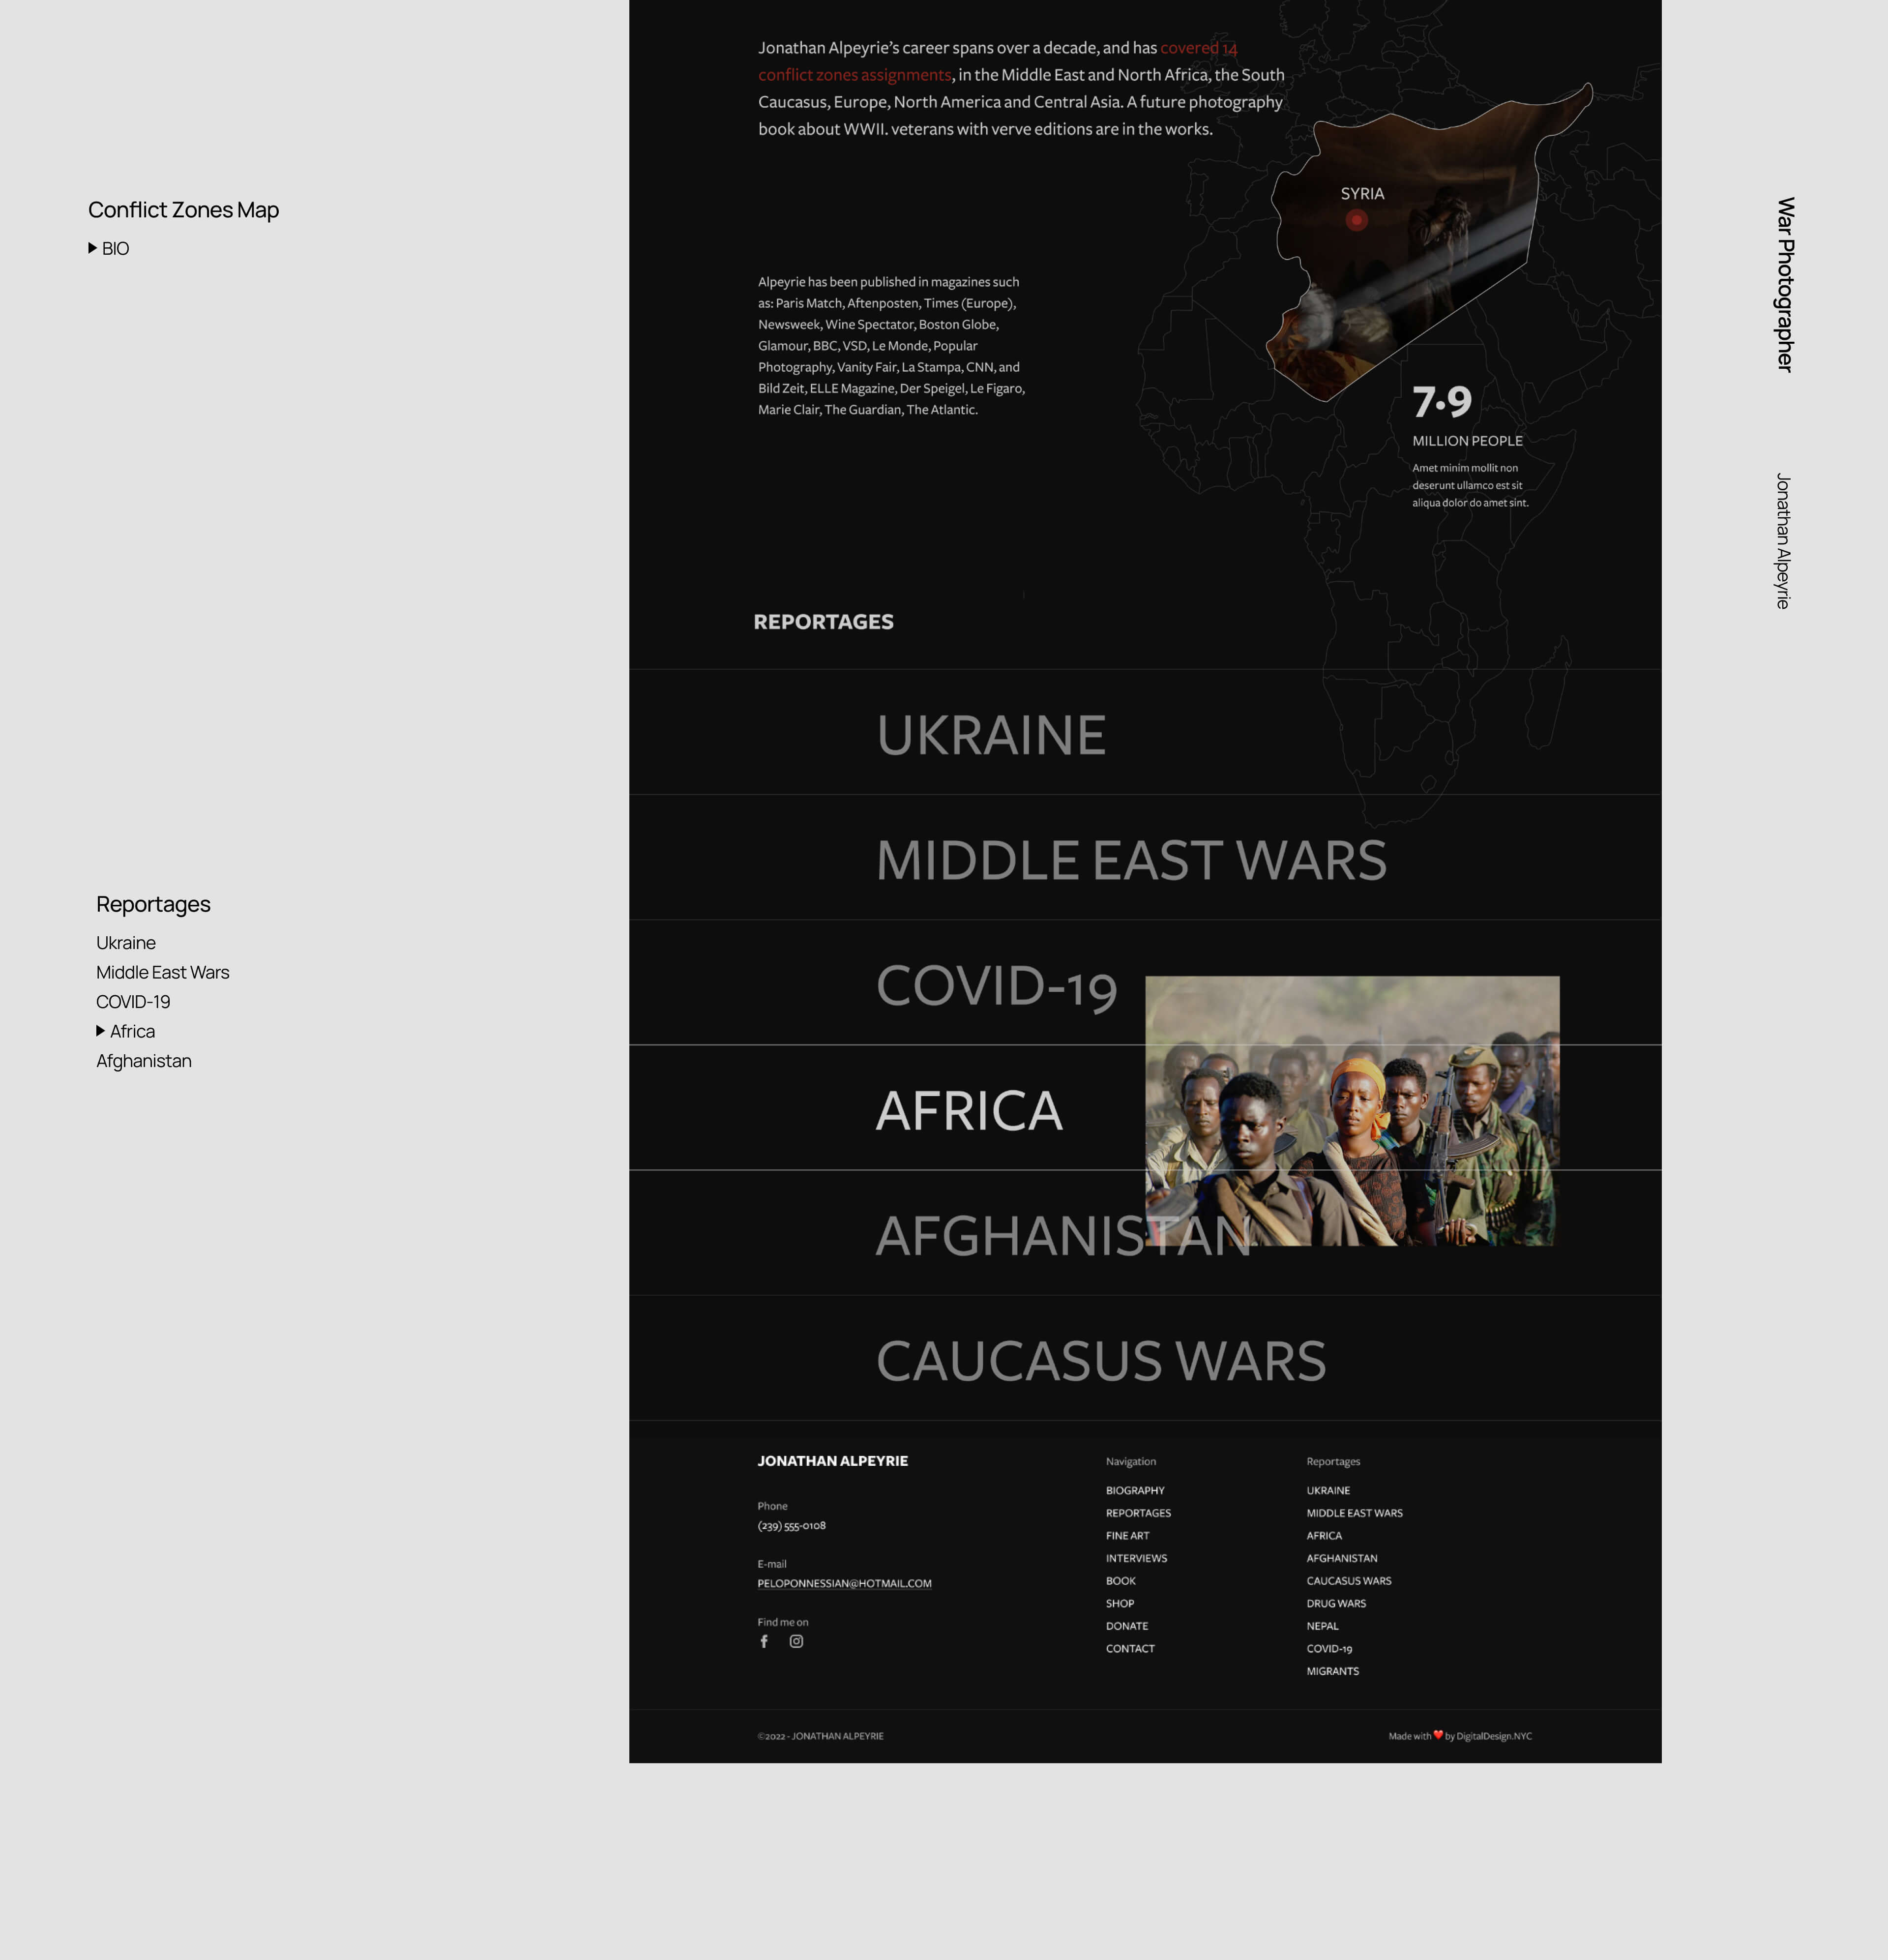 Conflict Zones Map
BIO
Reportages
Ukraine
Middle East Wars
COVID-19
Africa
Afghanistan
Jonathan Alpeyrie’s career spans over a decade, and has covered 14
conflict zones assignments, in the Middle East and North Africa, the South
Caucasus, Europe, North America and Central Asia. A future photography
book about WWII. veterans with verve editions are in the works.
SYRIA
Alpeyrie has been published in magazines such
as: Paris Match, Aftenposten, Times (Europe),
Newsweek, Wine Spectator, Boston Globe,
Glamour, BBC, VSD, Le Monde, Popular
Photography, Vanity Fair, La Stampa, CNN, and
Bild Zeit, ELLE Magazine, Der Speigel, Le Figaro,
Marie Clair, The Guardian, The Atlantic.
7.9
MILLION PEOPLE
Amet minim mollit non
deserunt ullamco est sit
aliqua dolor do amet sint.
REPORTAGES
UKRAINE
MIDDLE EAST WARS
COVID-19
AFRICA
AFGHANISTAN
CAUCASUS WARS
JONATHAN ALPEYRIE
Phone
(239) 555-0108
E-mail
PELOPONNESSIAN@HOTMAIL.COM
Find me on
Navigation
BIOGRAPHY
REPORTAGES
FINE ART
INTERVIEWS
BOOK
SHOP
DONATE
CONTACT
Reportages
UKRAINE
MIDDLE EAST WARS
AFRICA
AFGHANISTAN
CAUCASUS WARS
DRUG WARS
NEPAL
COVID-19
MIGRANTS
©2022 - JONATHAN ALPEYRIE
Made with ❤️ by DigitalDesign.NYC
War Photographer
Jonathan Alpeyrie